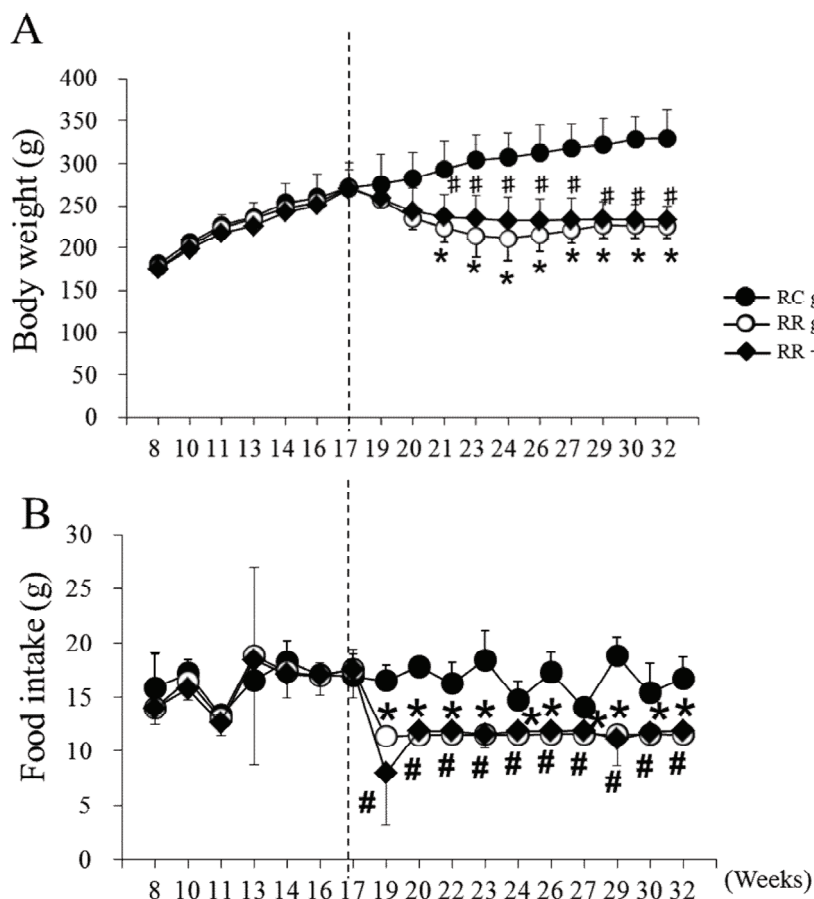 A
Body weight (g)
400
350
300
250
200
150
100
50
0
# # # # # # # #
* * * * * * * *
RC g
RR g
RR -
8 10 11 13 14 16 17 19 20 21 23 24 26 27 29 30 32
B
Food intake (g)
30
25
20
15
10
5
0
* * * * * * * * * *
# # # # # # # # # #
8 10 11 13 14 16 17 19 20 22 23 24 26 27 29 30 32 (Weeks)